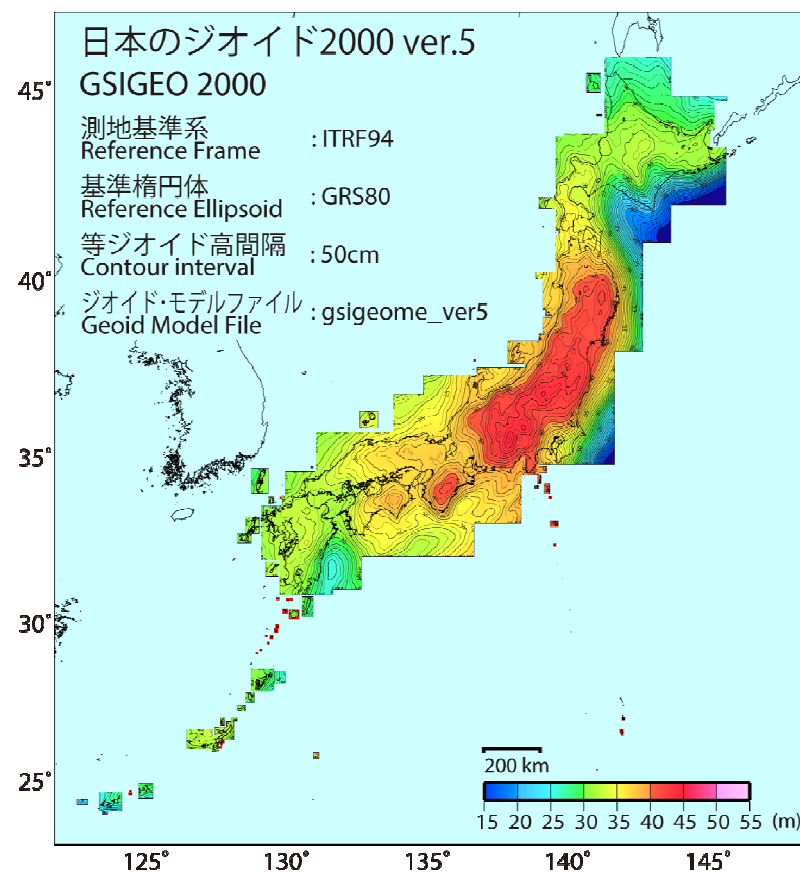 日本のジオイド2000 ver.5
GSIGEO 2000
測地基準系
Reference Frame : ITRF94
基準楕円体
Reference Ellipsoid : GRS80
等ジオイド高間隔
Contour interval : 50cm
ジオイド・モデルファイル
Geoid Model File : gsigeome_ver5
45°
40°
35°
30°
25°
200 km
15 20 25 30 35 40 45 50 55 (m)
125° 130° 135° 140° 145°